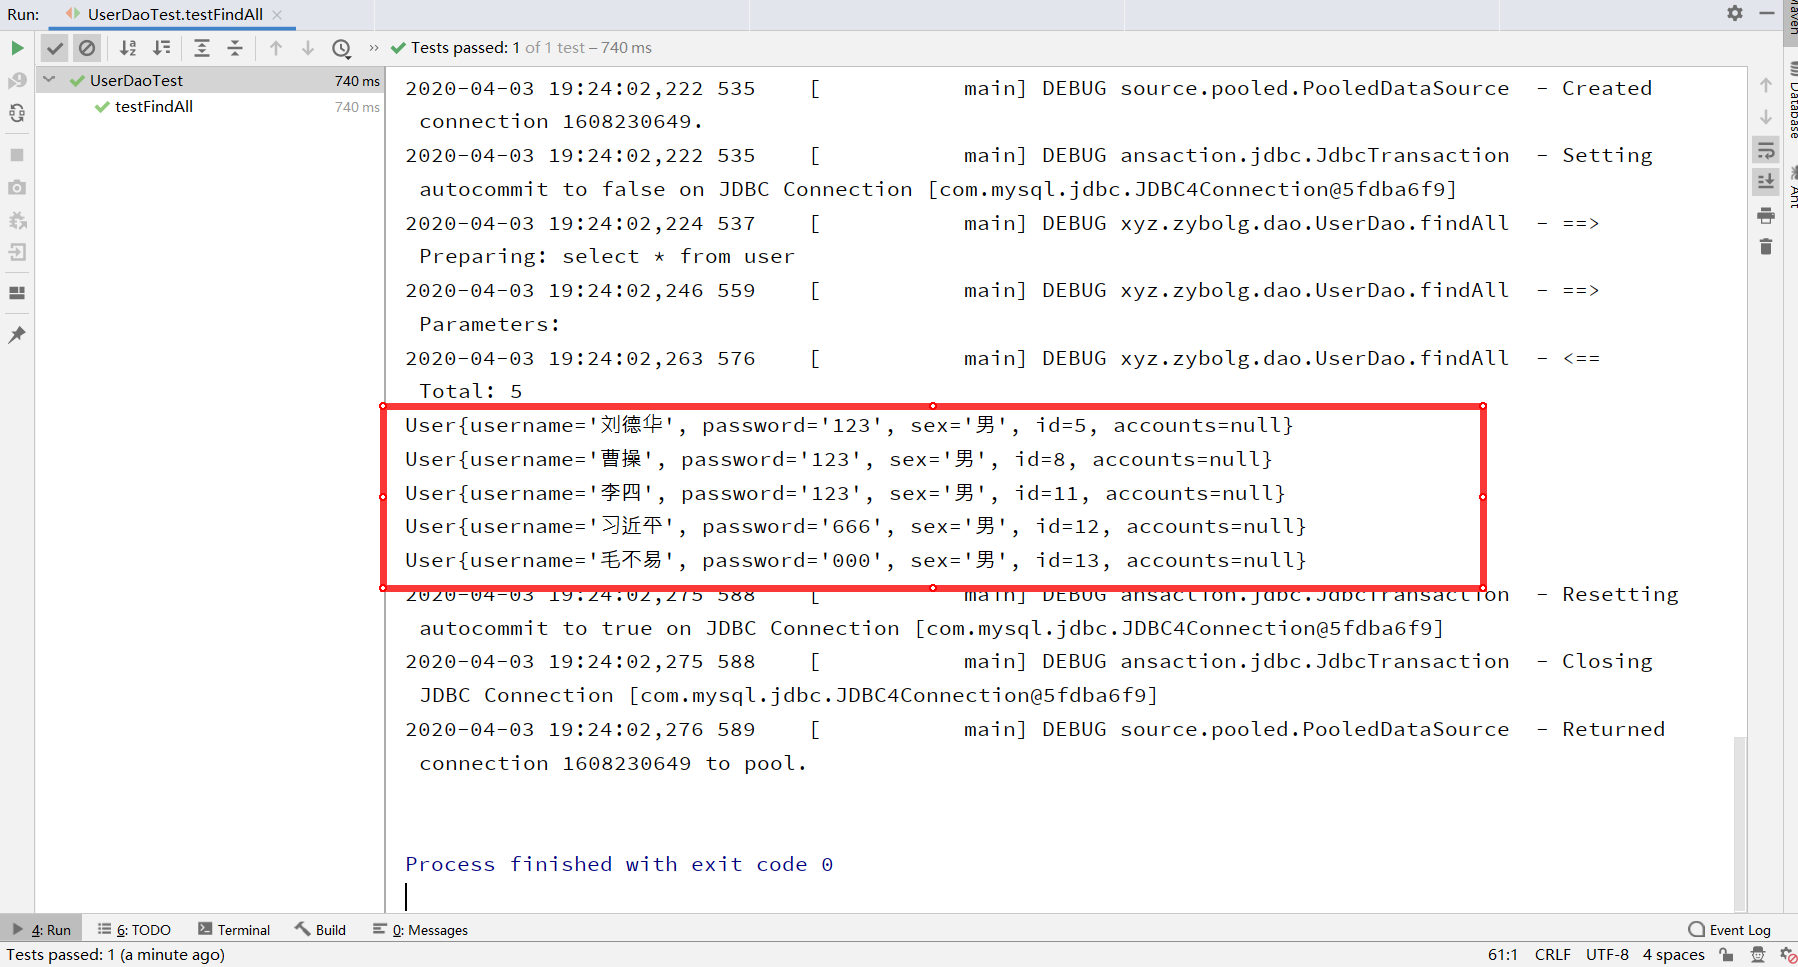 Run: UserDaoTest.testFindAll
Tests passed: 1 of 1 test – 740 ms
UserDaoTest 740 ms
testFindAll 740 ms
2020-04-03 19:24:02,222 535    [           main] DEBUG source.pooled.PooledDataSource  - Created
connection 1608230649.
2020-04-03 19:24:02,222 535    [           main] DEBUG ansaction.jdbc.JdbcTransaction  - Setting
autocommit to false on JDBC Connection [com.mysql.jdbc.JDBC4Connection@5fdba6f9]
2020-04-03 19:24:02,224 537    [           main] DEBUG xyz.zybolg.dao.UserDao.findAll  - ==>
Preparing: select * from user
2020-04-03 19:24:02,246 559    [           main] DEBUG xyz.zybolg.dao.UserDao.findAll  - ==>
Parameters:
2020-04-03 19:24:02,263 576    [           main] DEBUG xyz.zybolg.dao.UserDao.findAll  - <==
Total: 5
User{username='刘德华', password='123', sex='男', id=5, accounts=null}
User{username='曹操', password='123', sex='男', id=8, accounts=null}
User{username='李四', password='123', sex='男', id=11, accounts=null}
User{username='习近平', password='666', sex='男', id=12, accounts=null}
User{username='毛不易', password='000', sex='男', id=13, accounts=null}
2020-04-03 19:24:02,275 588    [           main] DEBUG ansaction.jdbc.JdbcTransaction  - Resetting
autocommit to true on JDBC Connection [com.mysql.jdbc.JDBC4Connection@5fdba6f9]
2020-04-03 19:24:02,275 588    [           main] DEBUG ansaction.jdbc.JdbcTransaction  - Closing
JDBC Connection [com.mysql.jdbc.JDBC4Connection@5fdba6f9]
2020-04-03 19:24:02,276 589    [           main] DEBUG source.pooled.PooledDataSource  - Returned
connection 1608230649 to pool.
Process finished with exit code 0
Maven
Database
Ant
4: Run 6: TODO Terminal Build 0: Messages Event Log
Tests passed: 1 (a minute ago) 61:1 CRLF UTF-8 4 spaces